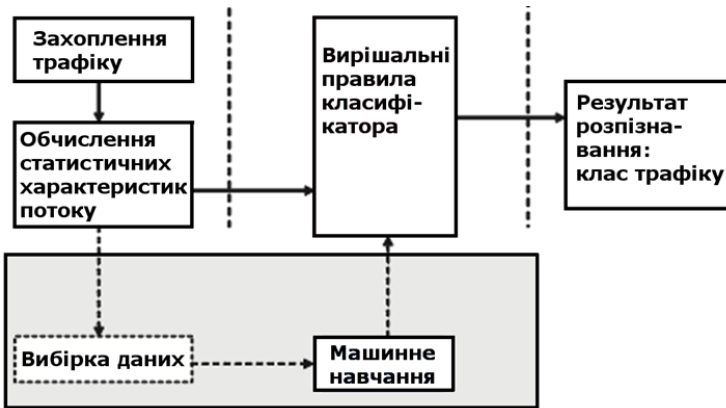 Захоплення
трафіку
Обчислення
статистичних
характеристик
потоку
Вирішальні
правила
класифі-
катора
Результат
розпізна-
вання:
клас трафіку
Вибірка даних
Машинне
навчання